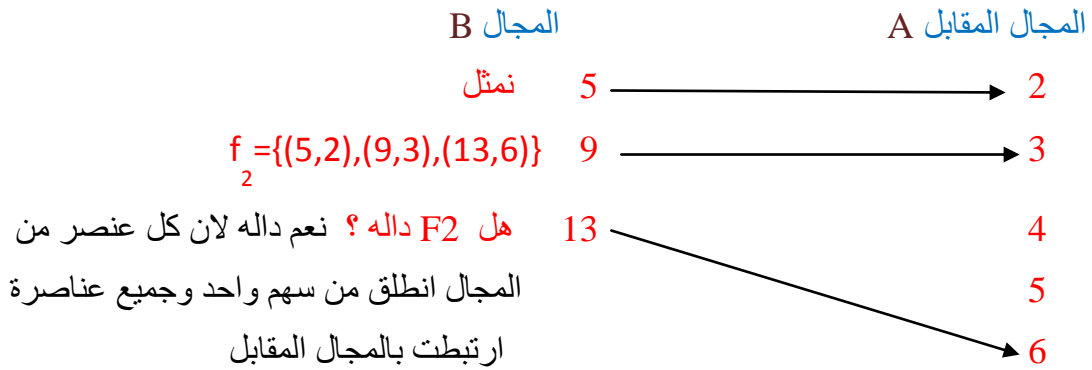 المجال المقابل A المجال B
2 5 نمثل
3 9 f2={(5,2),(9,3),(13,6)}
4 13 هل F2 داله ؟ نعم داله لان كل عنصر من
5 المجال انطلق من سهم واحد وجميع عناصرة
6 ارتبطت بالمجال المقابل